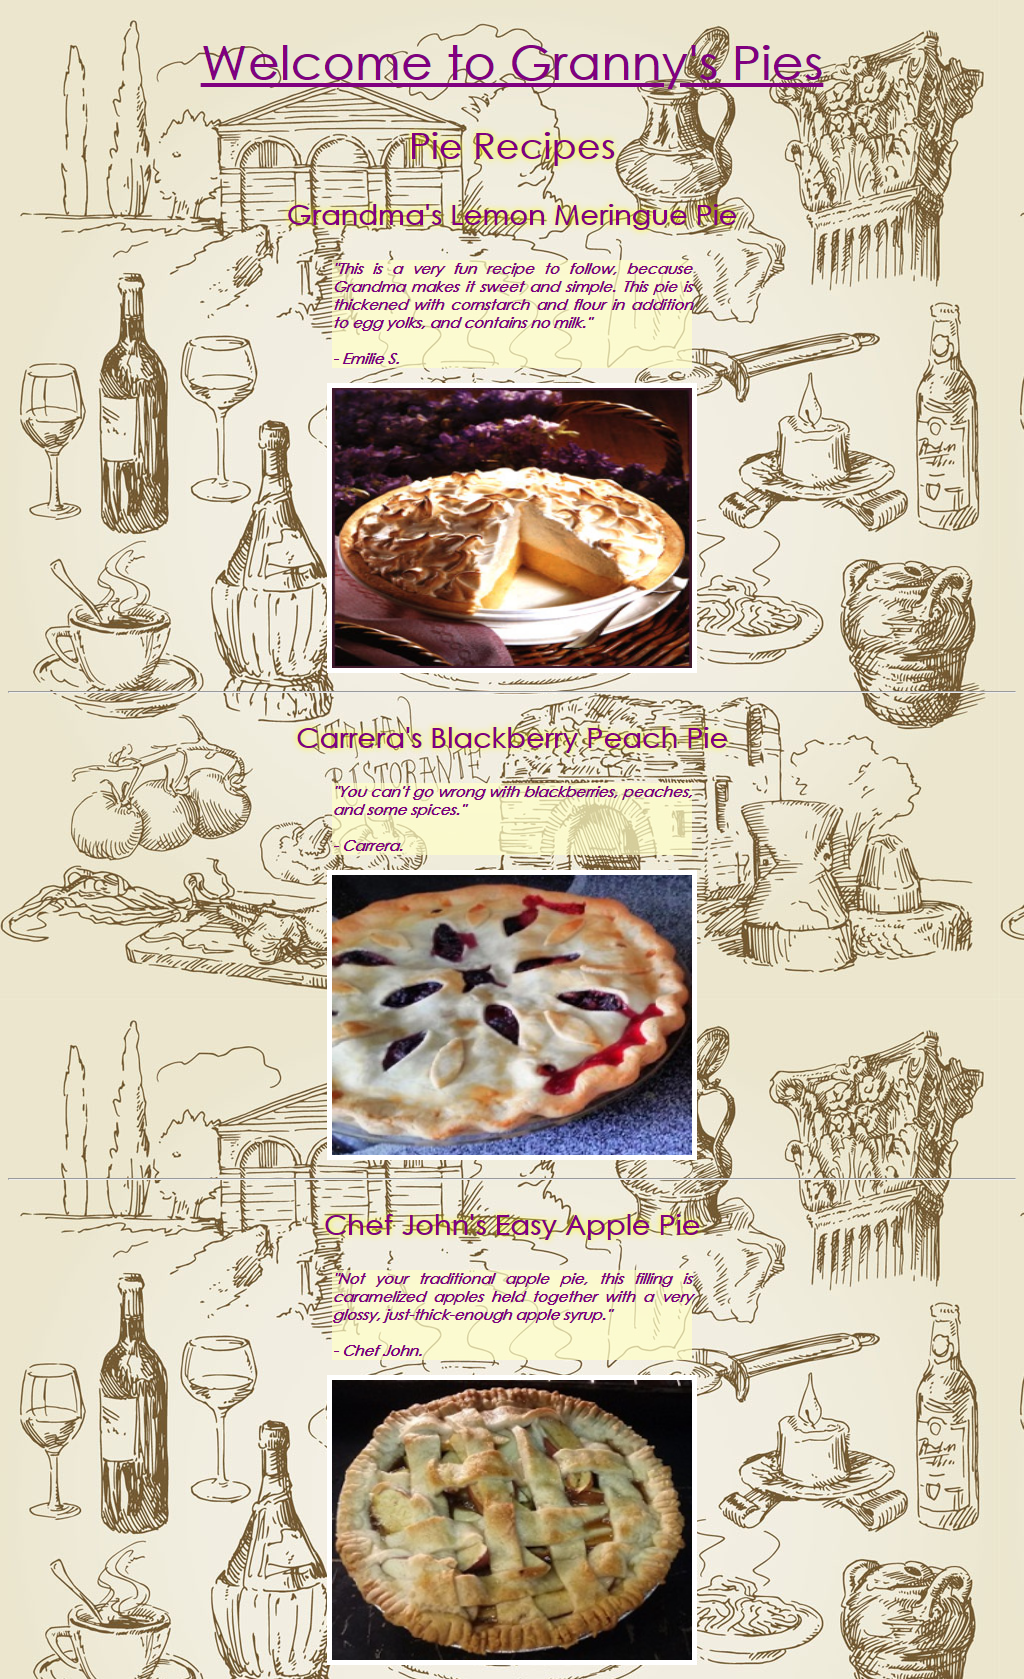 Welcome to Granny's Pies
Pie Recipes
Grandma's Lemon Meringue Pie
"This is a very fun recipe to follow, because
Grandma makes it sweet and simple. This pie is
thickened with cornstarch and flour in addition
to egg yolks, and contains no milk."
- Emilie S.
ITALIAN
RISTORANTE
Carrera's Blackberry Peach Pie
"You can't go wrong with blackberries, peaches,
and some spices."
- Carrera.
Chef John's Easy Apple Pie
"Not your traditional apple pie, this filling is
caramelized apples held together with a very
glossy, just-thick-enough apple syrup."
- Chef John.